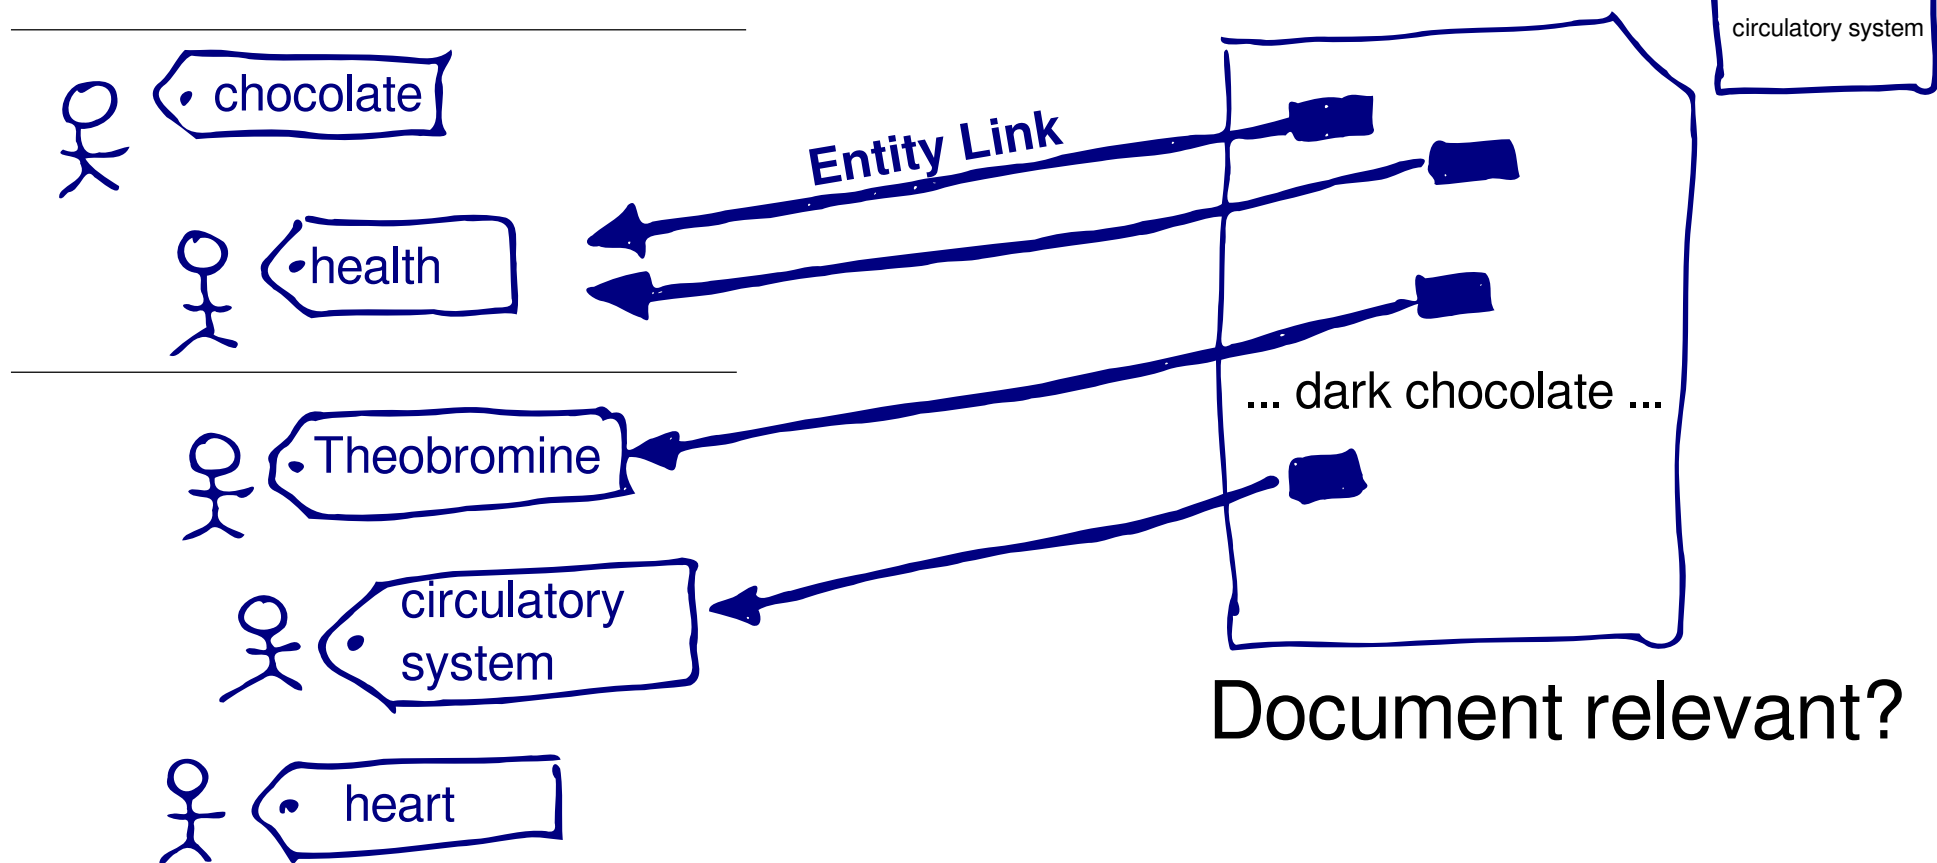 circulatory system
chocolate
Entity Link
health
... dark chocolate ...
Theobromine
circulatory
system
Document relevant?
heart